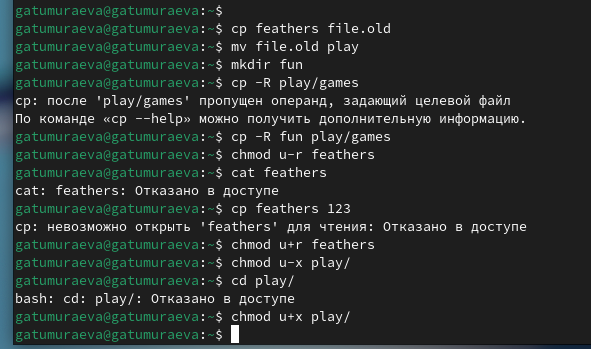 gatumuraeva@gatumuraeva:~$
gatumuraeva@gatumuraeva:~$ cp feathers file.old
gatumuraeva@gatumuraeva:~$ mv file.old play
gatumuraeva@gatumuraeva:~$ mkdir fun
gatumuraeva@gatumuraeva:~$ cp -R play/games
cp: после 'play/games' пропущен операнд, задающий целевой файл
По команде «cp --help» можно получить дополнительную информацию.
gatumuraeva@gatumuraeva:~$ cp -R fun play/games
gatumuraeva@gatumuraeva:~$ chmod u-r feathers
gatumuraeva@gatumuraeva:~$ cat feathers
cat: feathers: Отказано в доступе
gatumuraeva@gatumuraeva:~$ cp feathers 123
cp: невозможно открыть 'feathers' для чтения: Отказано в доступе
gatumuraeva@gatumuraeva:~$ chmod u+r feathers
gatumuraeva@gatumuraeva:~$ chmod u-x play/
gatumuraeva@gatumuraeva:~$ cd play/
bash: cd: play/: Отказано в доступе
gatumuraeva@gatumuraeva:~$ chmod u+x play/
gatumuraeva@gatumuraeva:~$